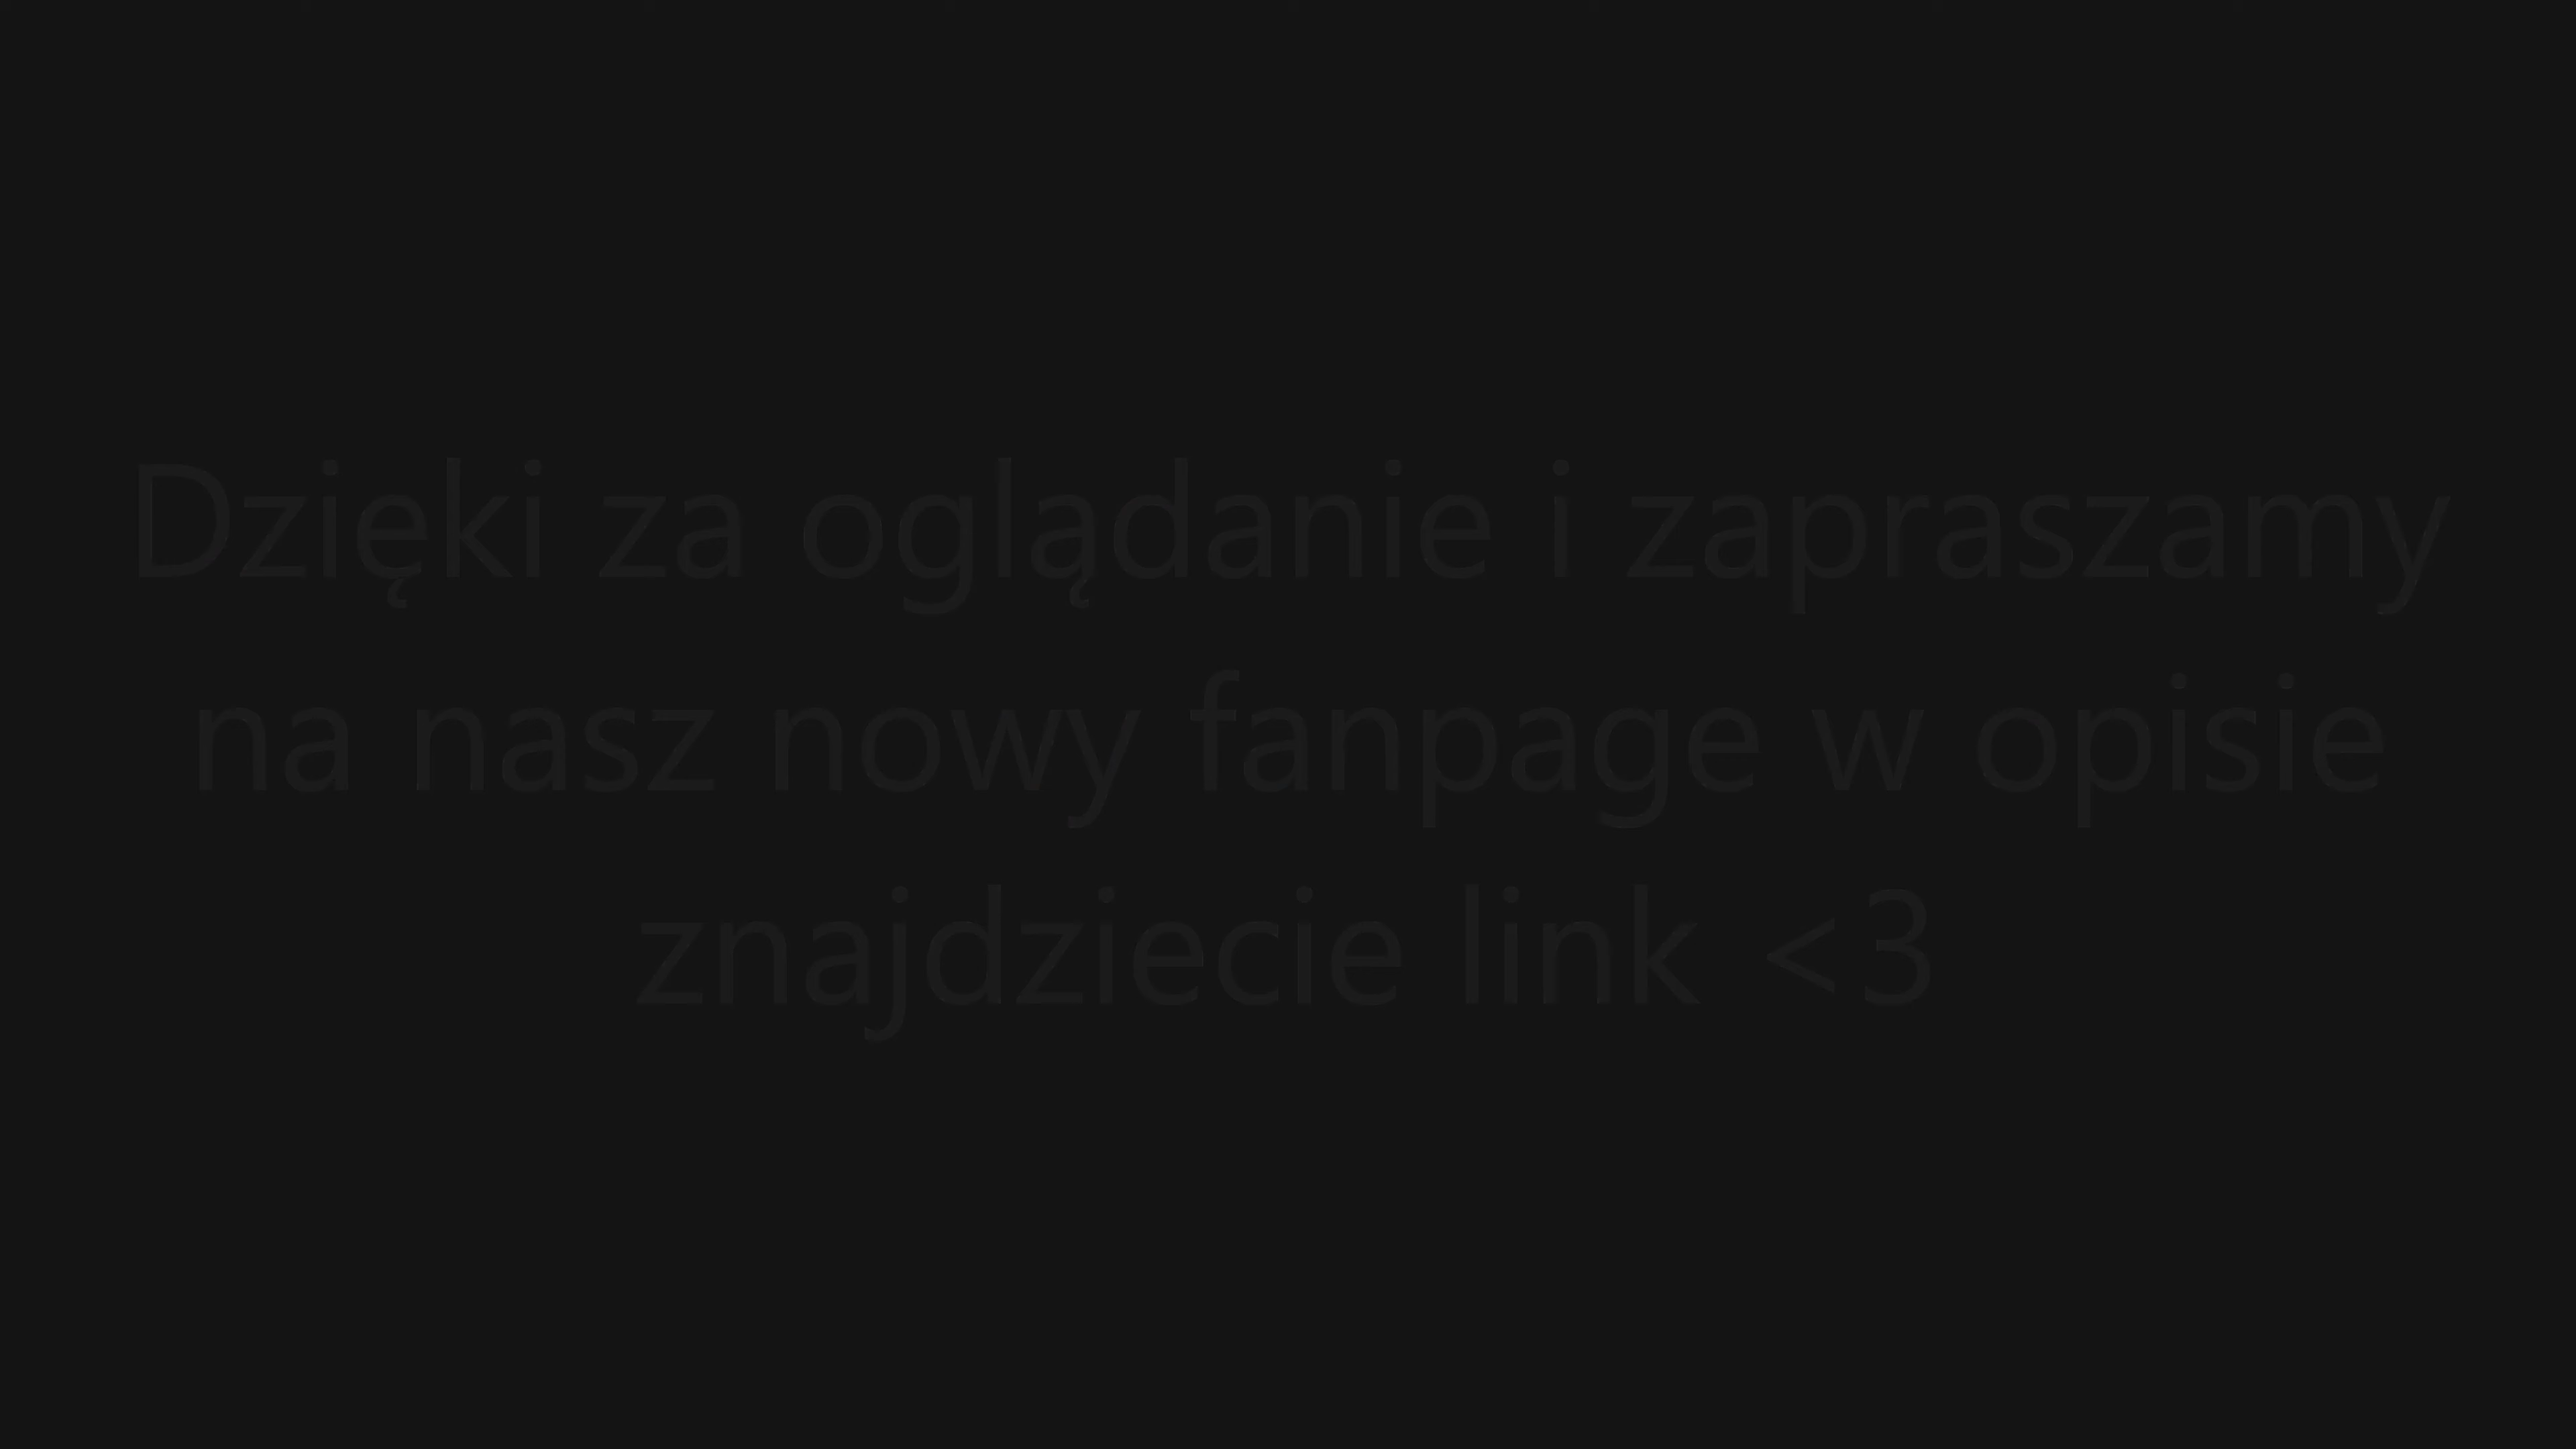 Dzięki za oglądanie i zapraszamy
na nasz nowy fanpage w opisie
znajdziecie link <3